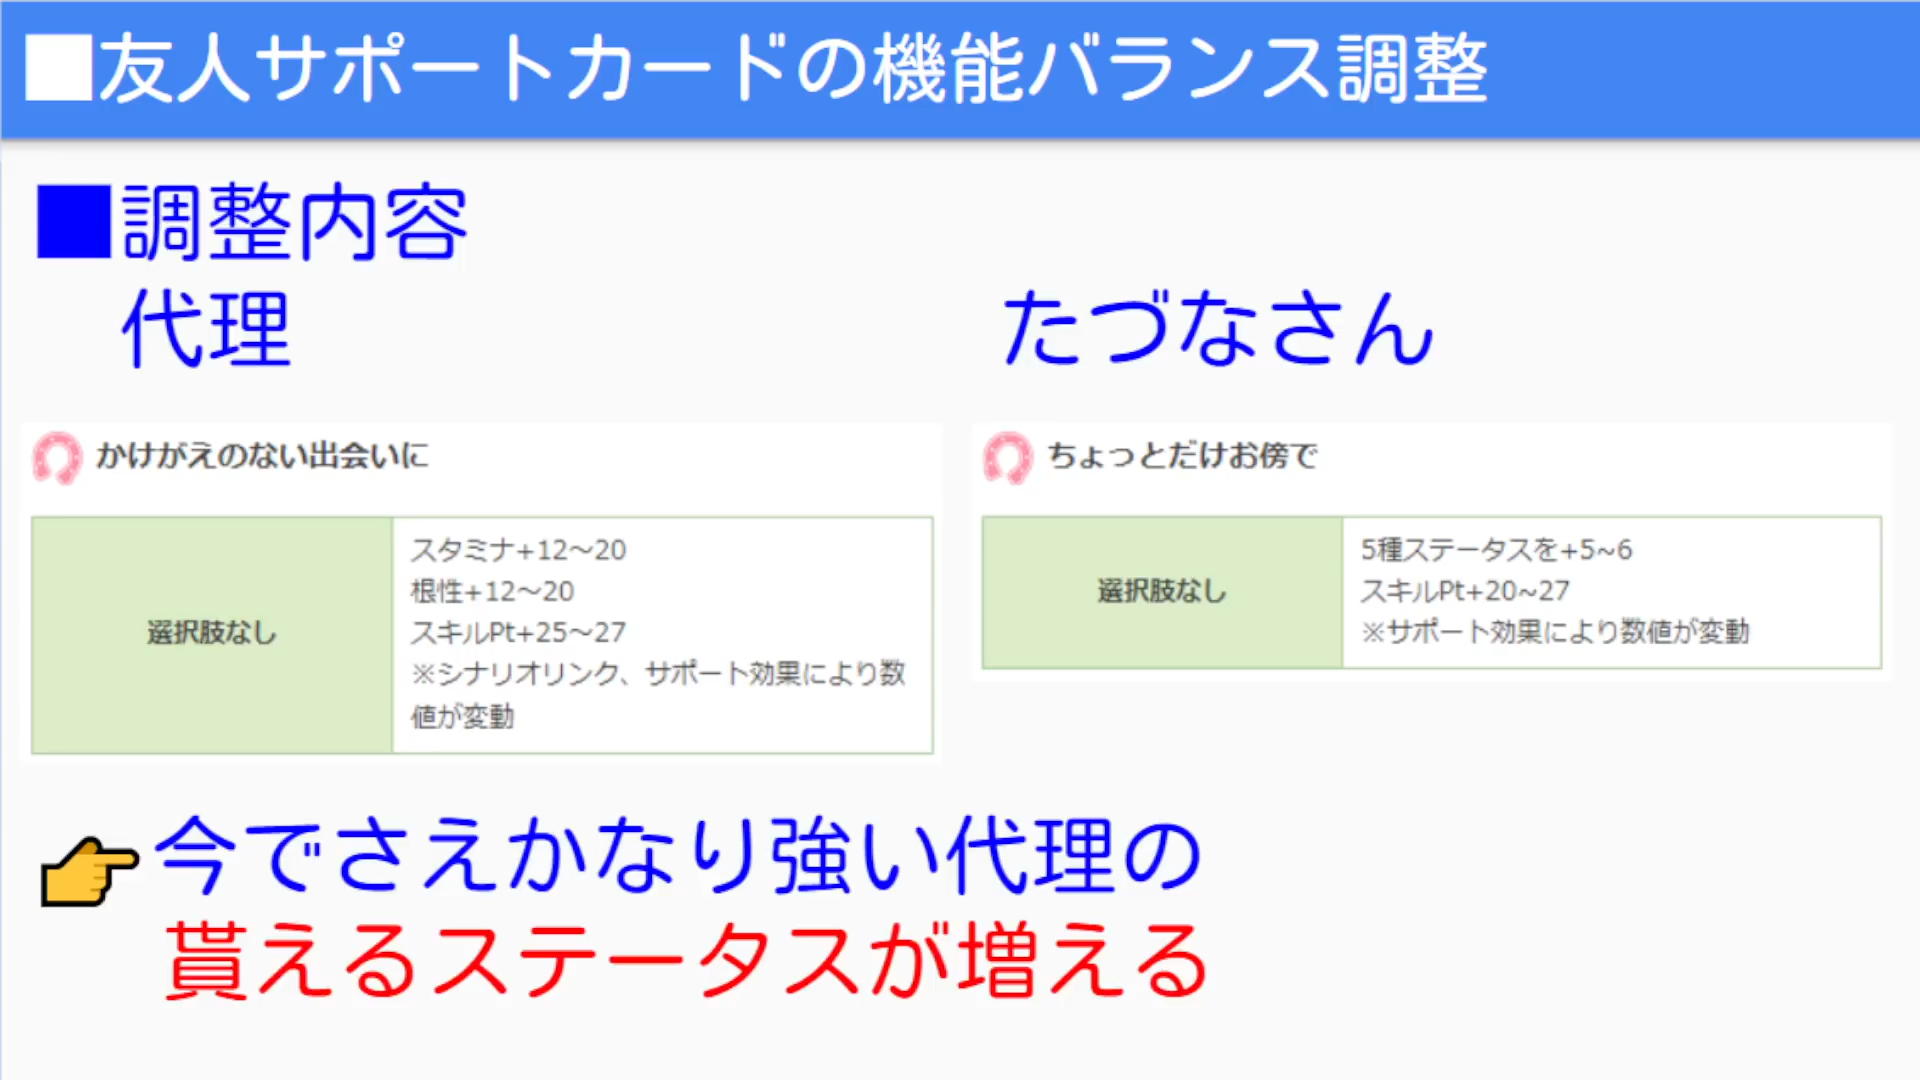 ■友人サポートカードの機能バランス調整
■調整内容
代理
たづなさん
かけがえのない出会いに
選択肢なし
スタミナ+12～20
根性+12～20
スキルPt+25～27
※シナリオリンク、サポート効果により数
値が変動
ちょっとだけお傍で
選択肢なし
5種ステータスを+5~6
スキルPt+20~27
※サポート効果により数値が変動
👉今でさえかなり強い代理の
貰えるステータスが増える